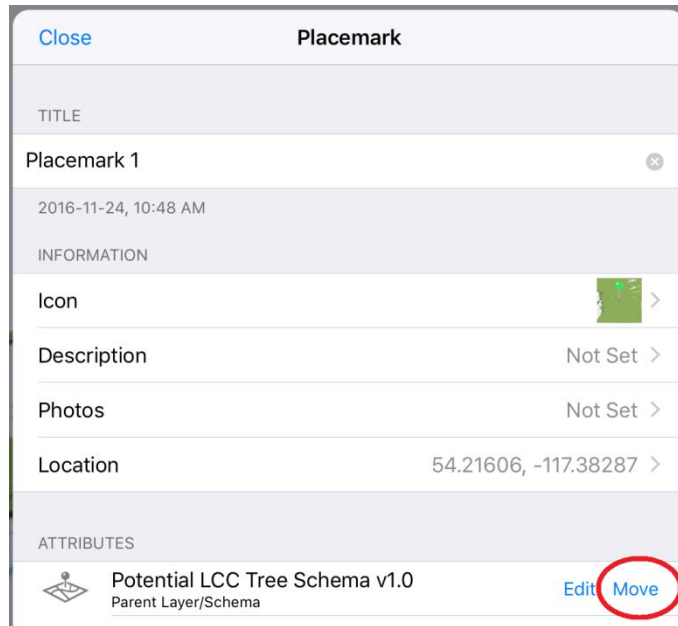 Close Placemark
TITLE
Placemark 1
2016-11-24, 10:48 AM
INFORMATION
Icon
Description Not Set
Photos Not Set
Location 54.21606, -117.38287
ATTRIBUTES
Potential LCC Tree Schema v1.0 Edit Move
Parent Layer/Schema